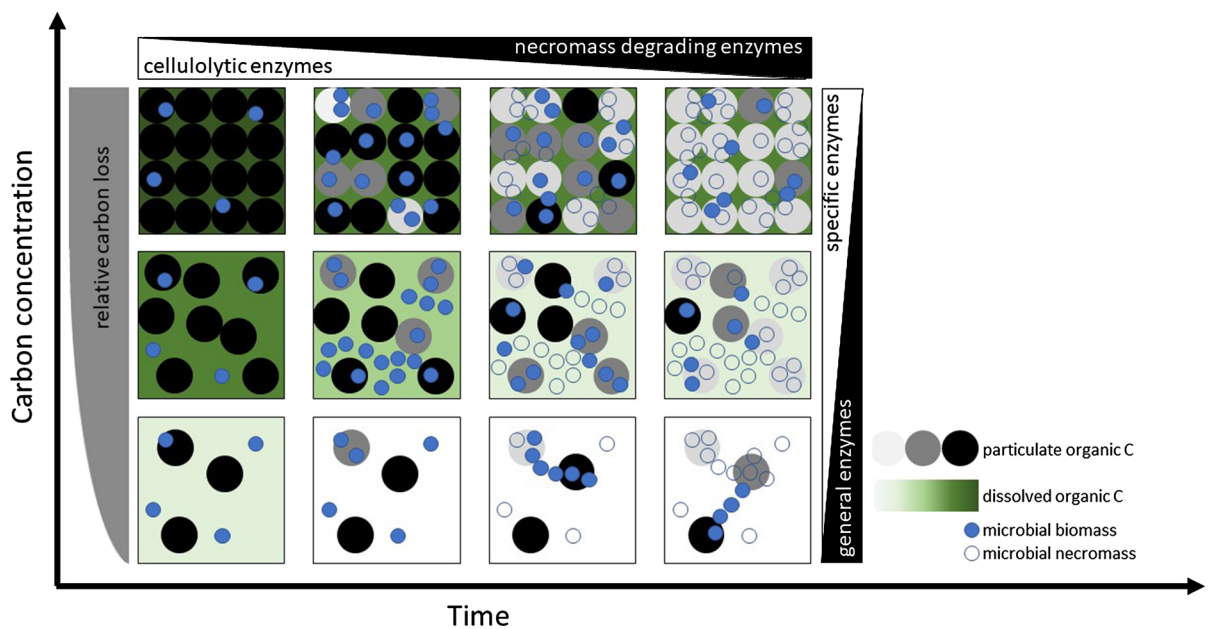 necromass degrading enzymes
cellulolytic enzymes
Carbon concentration
relative carbon loss
specific enzymes
general enzymes
particulate organic C
dissolved organic C
microbial biomass
microbial necromass
Time